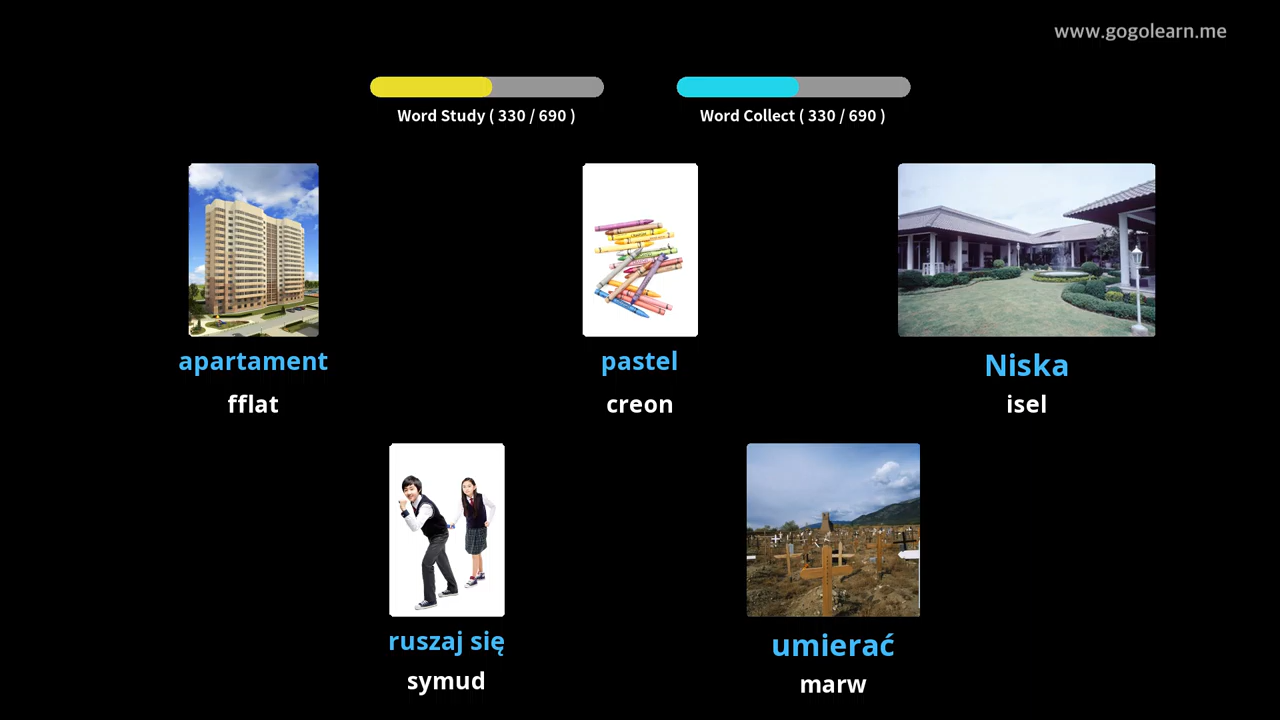 www.gogolearn.me
Word Study ( 330 / 690 )
Word Collect ( 330 / 690 )
apartament
fflat
pastel
creon
Niska
isel
ruszaj się
symud
umierać
marw